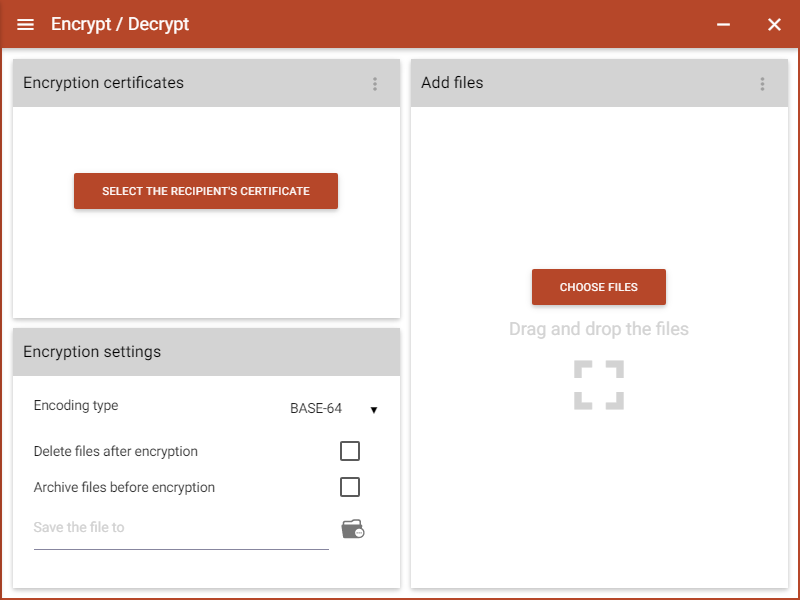 Encrypt / Decrypt
Encryption certificates
SELECT THE RECIPIENT'S CERTIFICATE
Encryption settings
Encoding type BASE-64
Delete files after encryption
Archive files before encryption
Save the file to
Add files
CHOOSE FILES
Drag and drop the files